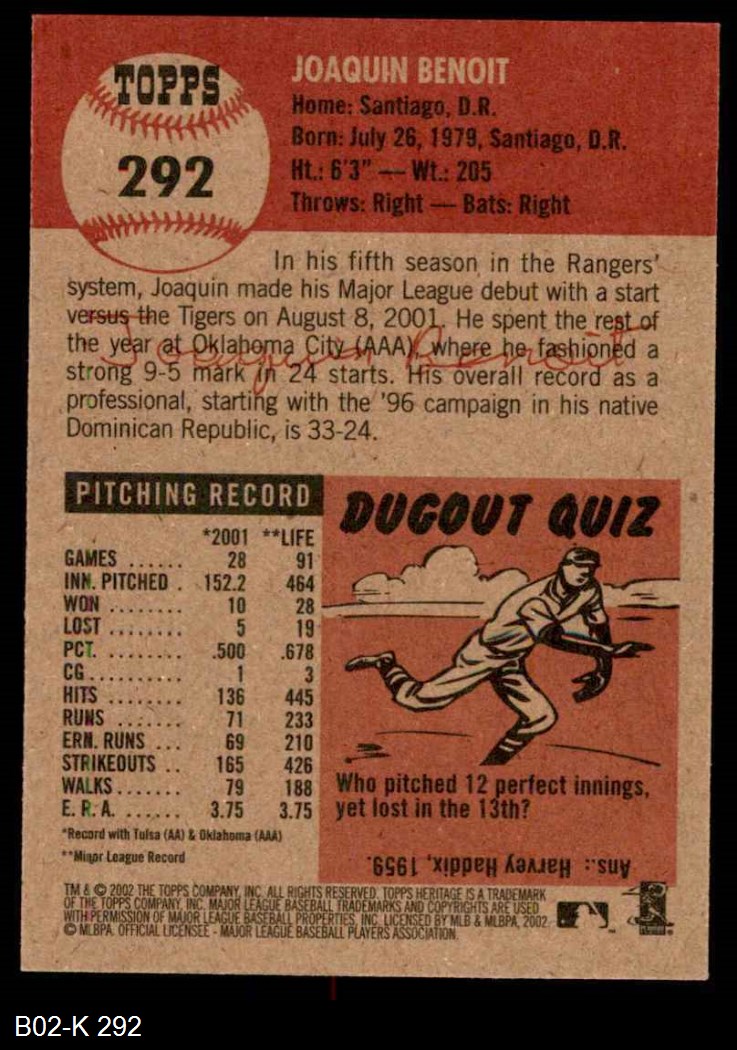 TOPPS
292
JOAQUIN BENOIT
Home: Santiago, D.R.
Born: July 26, 1979, Santiago, D.R.
Ht.: 6'3" — Wt.: 205
Throws: Right — Bats: Right
In his fifth season in the Rangers'
system, Joaquin made his Major League debut with a start
versus the Tigers on August 8, 2001. He spent the rest of
the year at Oklahoma City (AAA), where he fashioned a
strong 9-5 mark in 24 starts. His overall record as a
professional, starting with the '96 campaign in his native
Dominican Republic, is 33-24.
Joaquin Benoit
PITCHING RECORD
*2001 **LIFE
GAMES ...... 28 91
INN. PITCHED . 152.2 464
WON ........ 10 28
LOST ........ 5 19
PCT. ........ .500 .678
CG .......... 1 3
HITS ........ 136 445
RUNS ....... 71 233
ERN. RUNS ... 69 210
STRIKEOUTS .. 165 426
WALKS ....... 79 188
E. R. A. ...... 3.75 3.75
*Record with Tulsa (AA) & Oklahoma (AAA)
**Minor League Record
DUGOUT QUIZ
Who pitched 12 perfect innings,
yet lost in the 13th?
Ans.: Harvey Haddix, 1959.
TM & © 2002 THE TOPPS COMPANY, INC. ALL RIGHTS RESERVED. TOPPS HERITAGE IS A TRADEMARK
OF THE TOPPS COMPANY, INC. MAJOR LEAGUE BASEBALL TRADEMARKS AND COPYRIGHTS ARE USED
WITH PERMISSION OF MAJOR LEAGUE BASEBALL PROPERTIES, INC. LICENSED BY MLB & MLBPA, 2002
© MLBPA. OFFICIAL LICENSEE - MAJOR LEAGUE BASEBALL PLAYERS ASSOCIATION.
B02-K 292